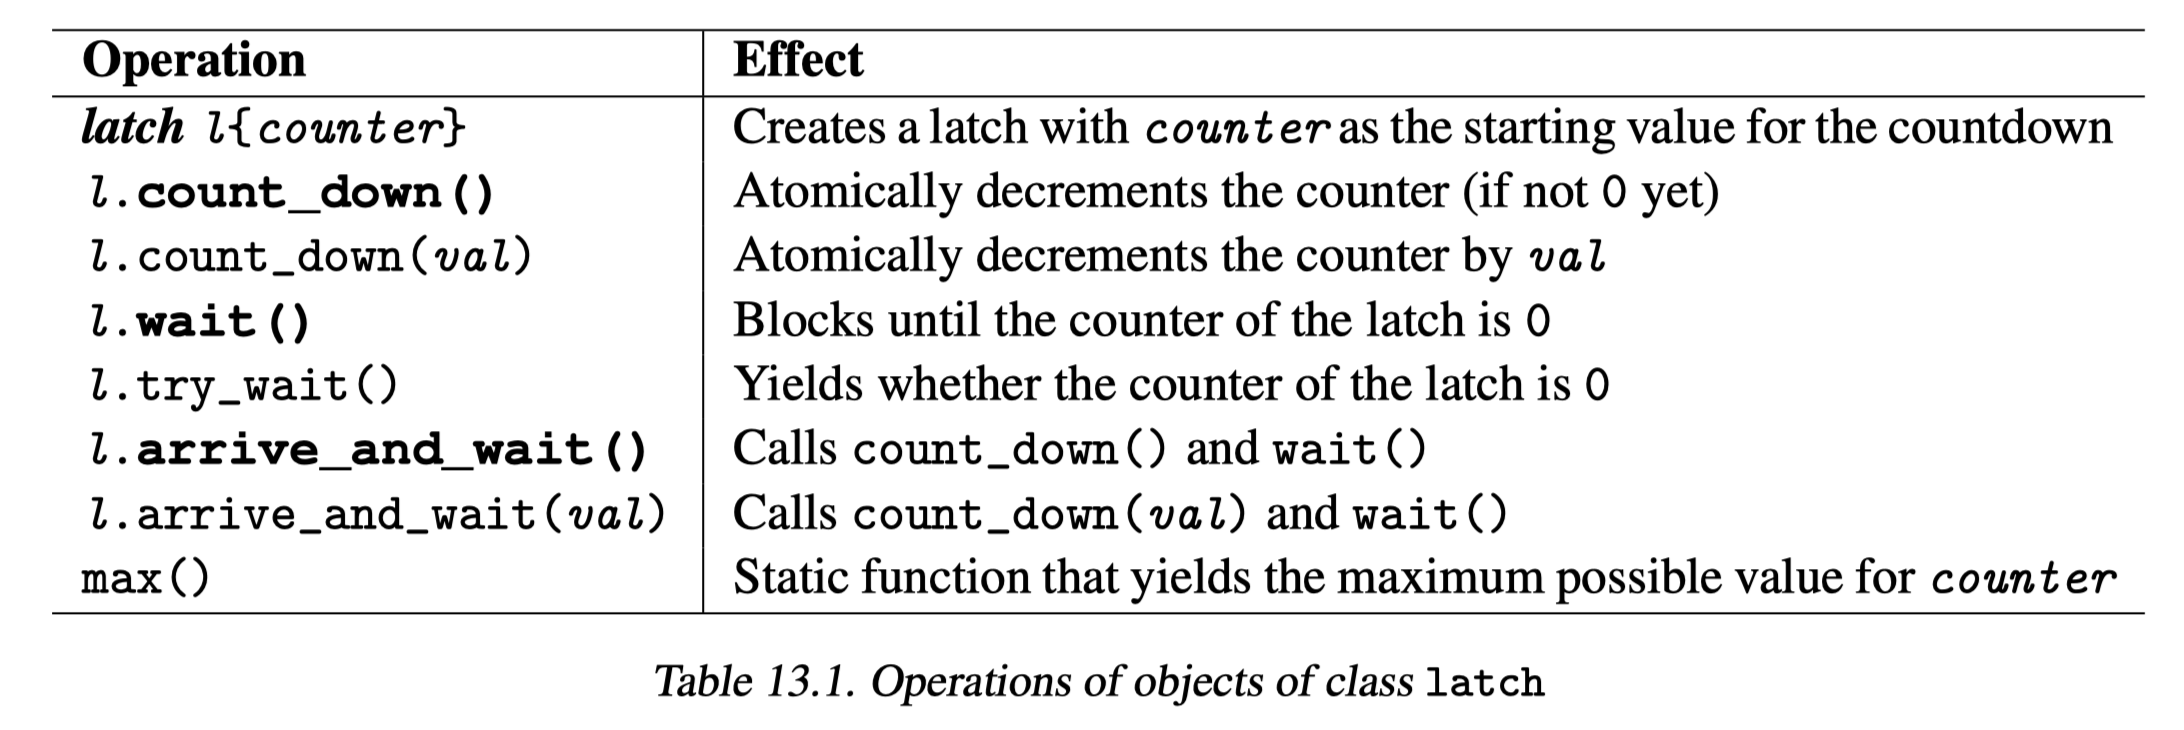 Operation Effect
latch l{counter} Creates a latch with counter as the starting value for the countdown
l.count_down() Atomically decrements the counter (if not 0 yet)
l.count_down(val) Atomically decrements the counter by val
l.wait() Blocks until the counter of the latch is 0
l.try_wait() Yields whether the counter of the latch is 0
l.arrive_and_wait() Calls count_down() and wait()
l.arrive_and_wait(val) Calls count_down(val) and wait()
max() Static function that yields the maximum possible value for counter
Table 13.1. Operations of objects of class latch